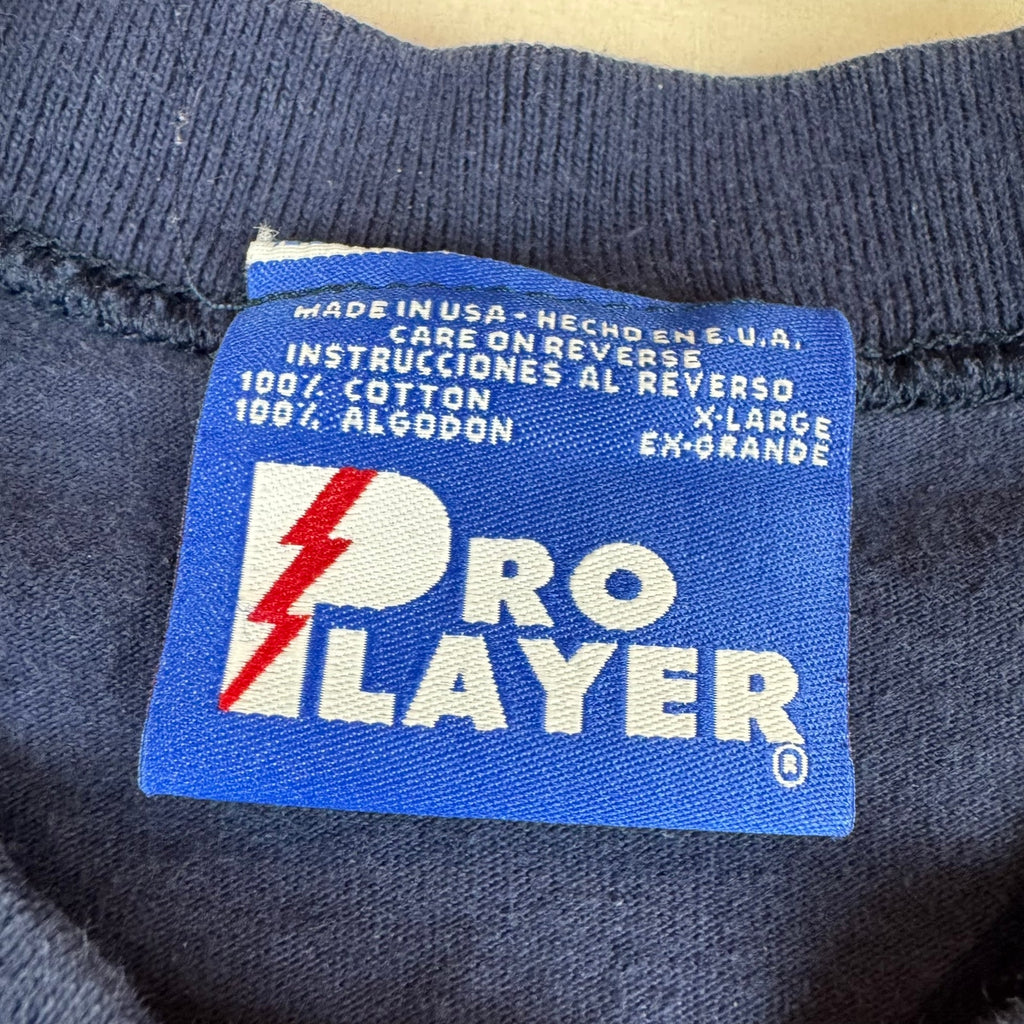 MADE IN USA - HECHO EN E.U.A.
CARE ON REVERSE
INSTRUCCIONES AL REVERSO
100% COTTON
100% ALGODON
X-LARGE
EX-GRANDE
PRO
PLAYER
®